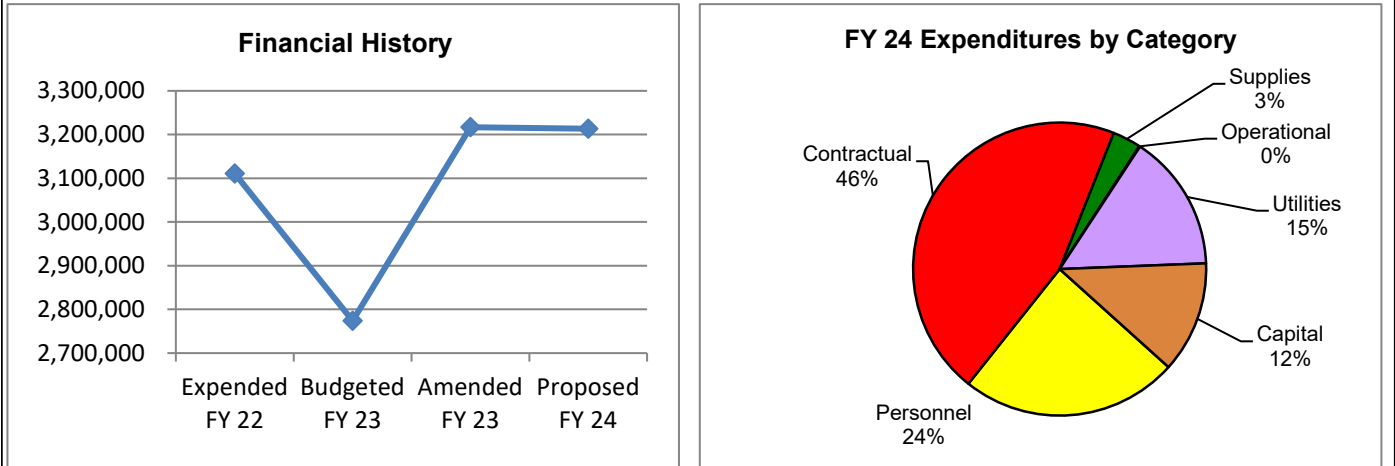 Financial History
3,300,000
3,200,000
3,100,000
3,000,000
2,900,000
2,800,000
2,700,000
Expended FY 22
Budgeted FY 23
Amended FY 23
Proposed FY 24
FY 24 Expenditures by Category
Supplies
3%
Operational
0%
Utilities
15%
Capital
12%
Personnel
24%
Contractual
46%